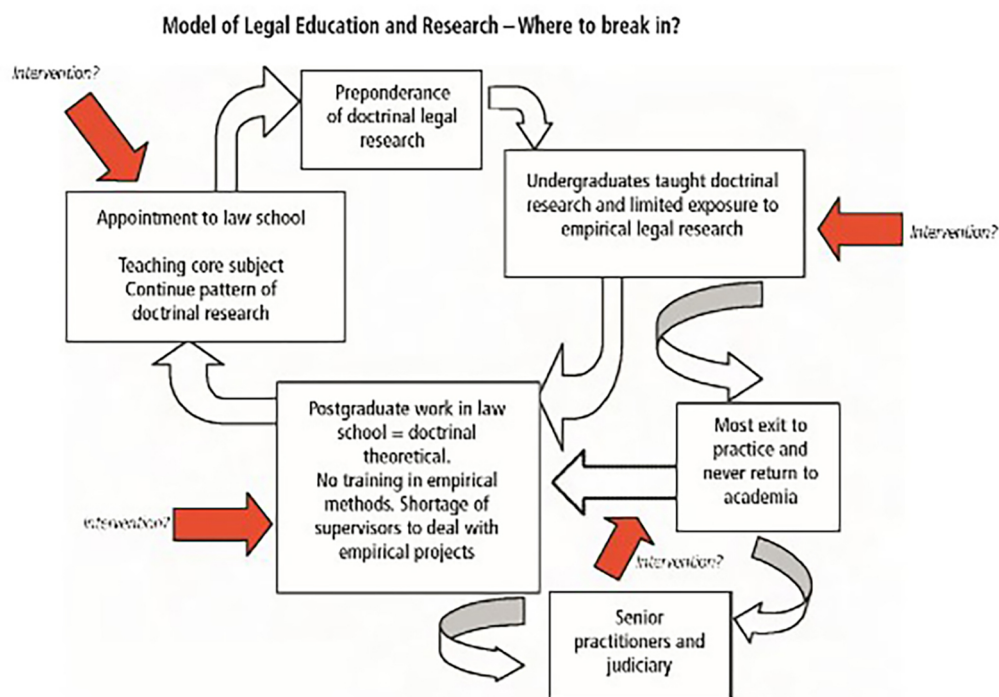 Model of Legal Education and Research – Where to break in?
Intervention?
Preponderance
of doctrinal legal
research
Undergraduates taught doctrinal
research and limited exposure to
empirical legal research
Intervention?
Appointment to law school
Teaching core subject
Continue pattern of
doctrinal research
Postgraduate work in law
school = doctrinal
theoretical.
No training in empirical
methods. Shortage of
supervisors to deal with
empirical projects
Most exit to
practice and
never return to
academia
Intervention?
Intervention?
Senior
practitioners and
judiciary